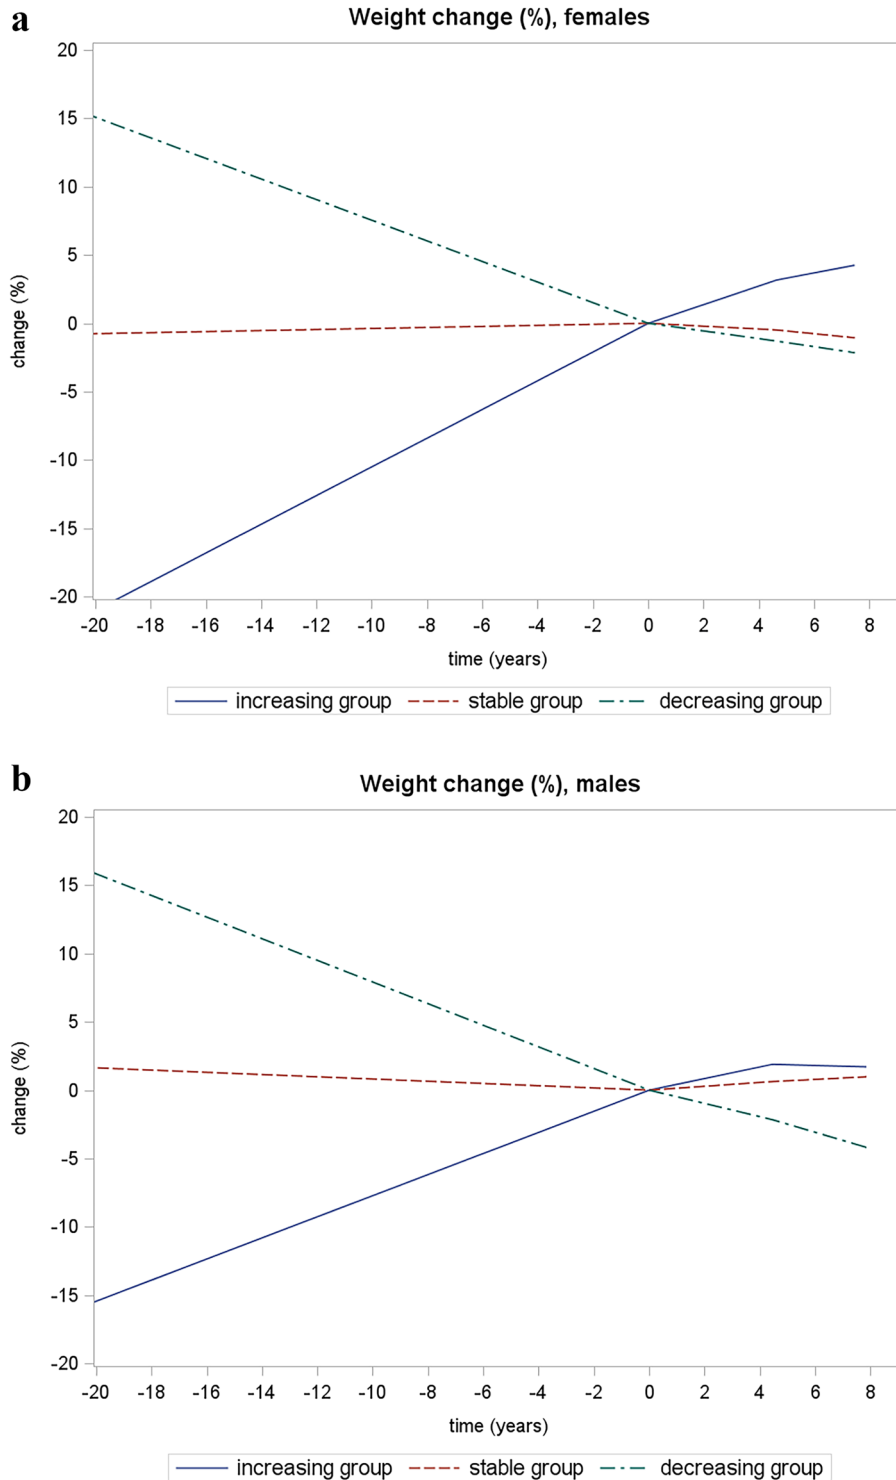 a
Weight change (%), females
20
15
10
5
0
-5
-10
-15
-20
change (%)
-20 -18 -16 -14 -12 -10 -8 -6 -4 -2 0 2 4 6 8
time (years)
increasing group stable group decreasing group
b
Weight change (%), males
20
15
10
5
0
-5
-10
-15
-20
change (%)
-20 -18 -16 -14 -12 -10 -8 -6 -4 -2 0 2 4 6 8
time (years)
increasing group stable group decreasing group